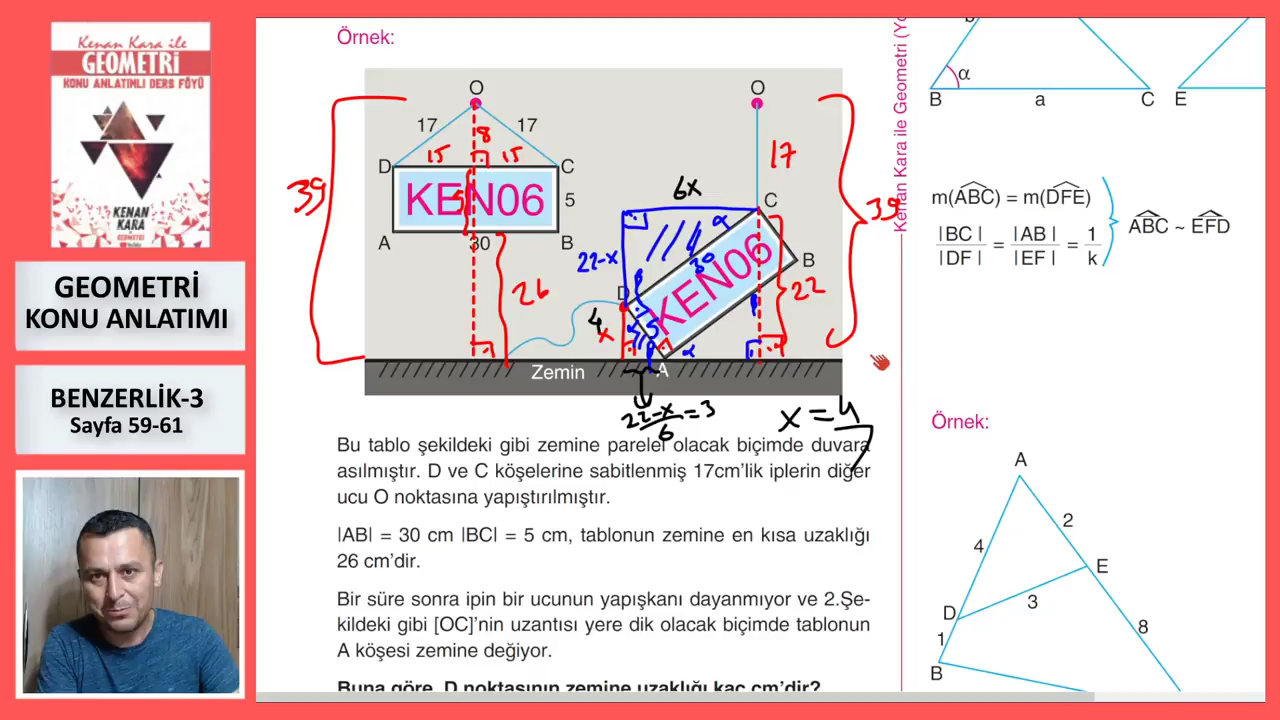 Kenan Kara ile
GEOMETRİ
KONU ANLATIMLI DERS FÖYÜ
KENAN
KARA
GEOMETRİ
KONU ANLATIMI
BENZERLİK-3
Sayfa 59-61
Örnek:
O
17
17
8
15
15
D
C
KEN06
5
5
A
30
B
39
26
O
17
39
6x
C
α
22-x
30
KEN06
B
D
4
x
5
22
α
A
Zemin
22-x/6 = 3
x = 4
Bu tablo şekildeki gibi zemine parelel olacak biçimde duvara
asılmıştır. D ve C köşelerine sabitlenmiş 17cm'lik iplerin diğer
ucu O noktasına yapıştırılmıştır.
|AB| = 30 cm |BC| = 5 cm, tablonun zemine en kısa uzaklığı
26 cm'dir.
Bir süre sonra ipin bir ucunun yapışkanı dayanmıyor ve 2.Şe-
kildeki gibi [OC]'nin uzantısı yere dik olacak biçimde tablonun
A köşesi zemine değiyor.
Buna göre, D noktasının zemine uzaklığı kaç cm'dir?
Kenan Kara ile Geometri (Yo
α
B
a
C
E
m(ABC) = m(DFE)
|BC|/|DF| = |AB|/|EF| = 1/k
ABC ~ EFD
Örnek:
A
2
4
E
D
3
1
8
B